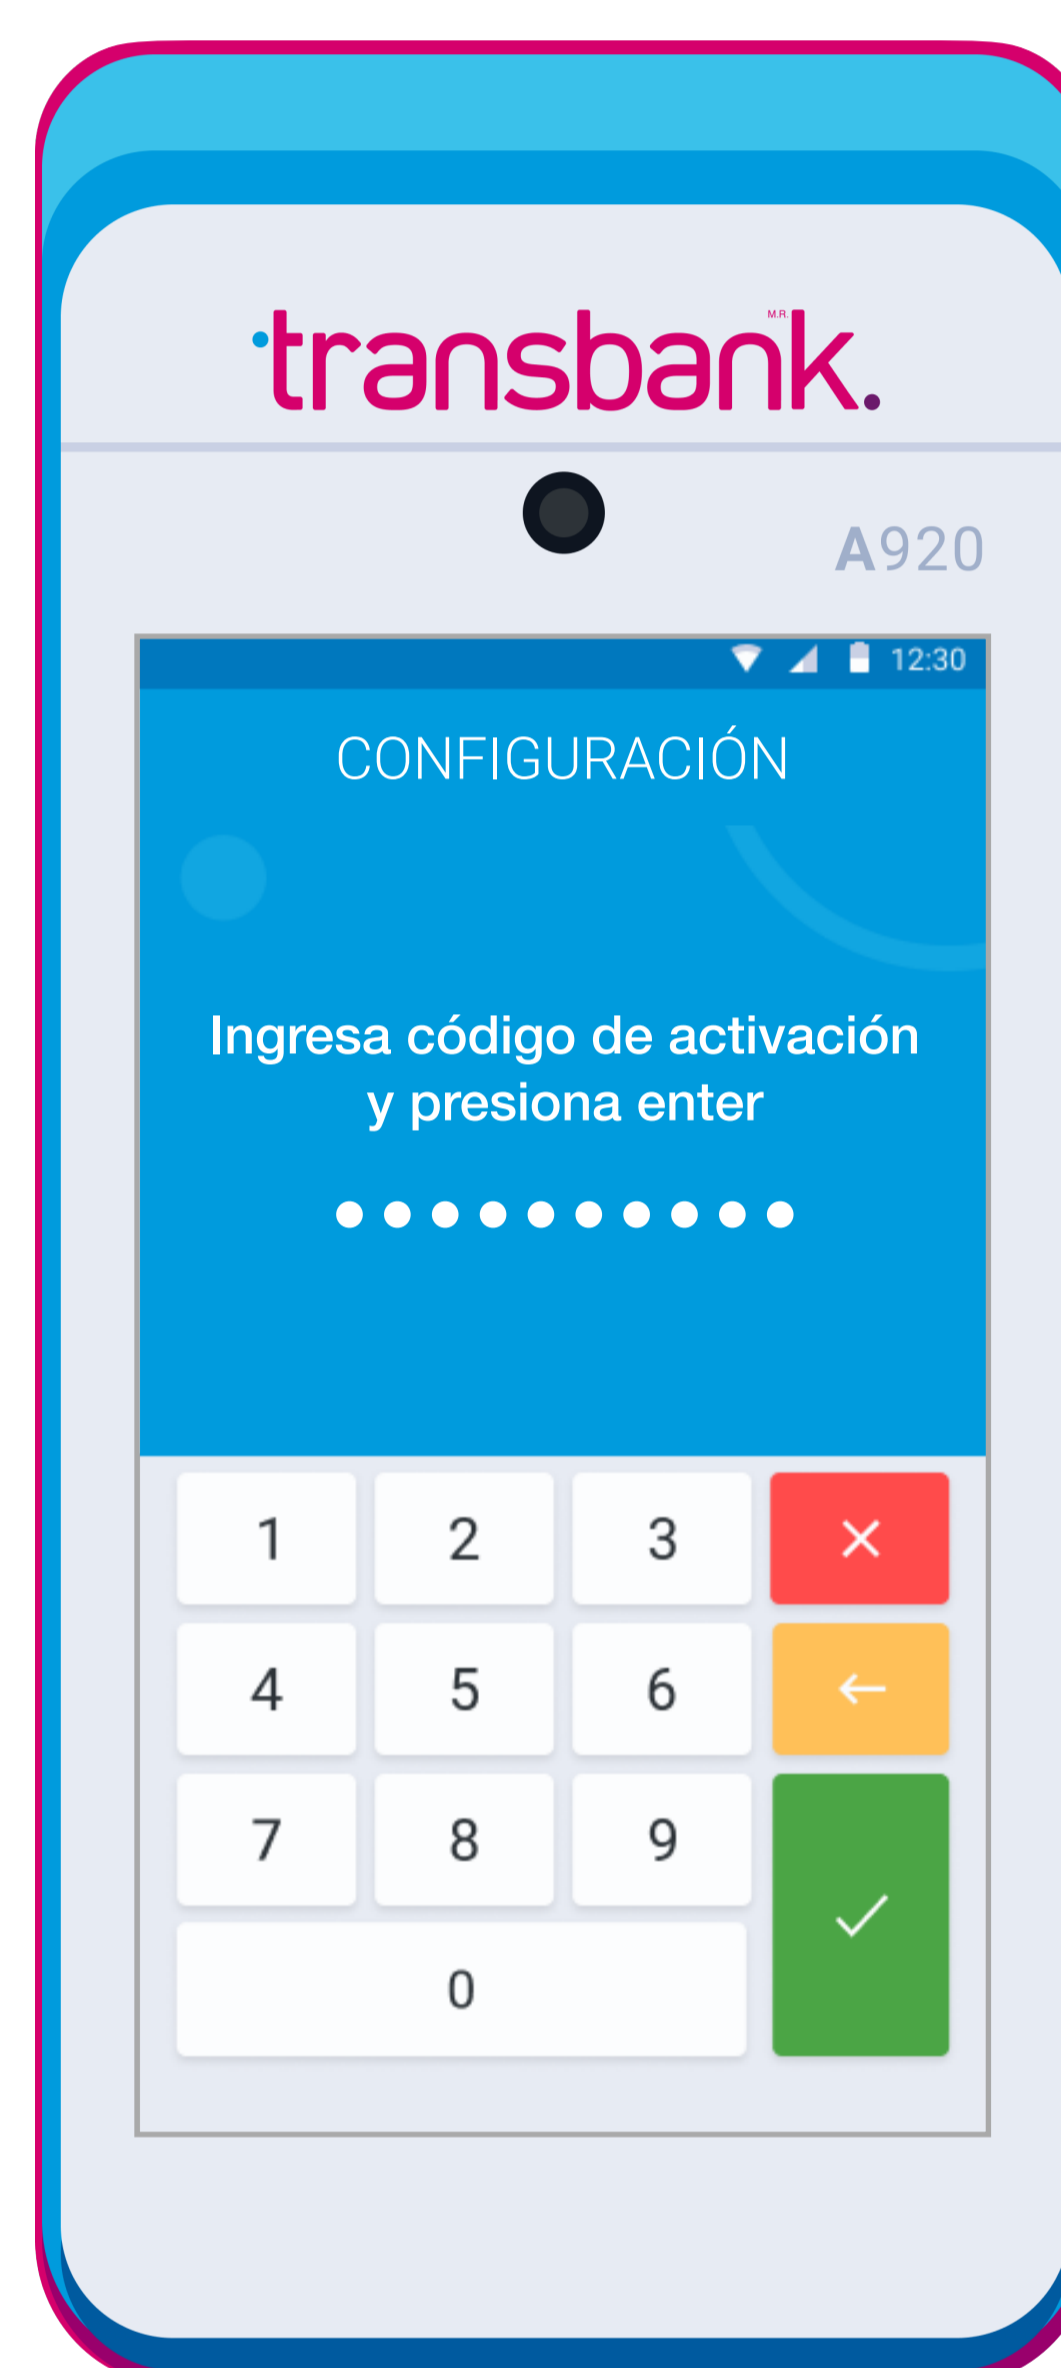 transbank.
M.R.
A920
12:30
CONFIGURACIÓN
Ingresa código de activación
y presiona enter
1 2 3
4 5 6
7 8 9
0